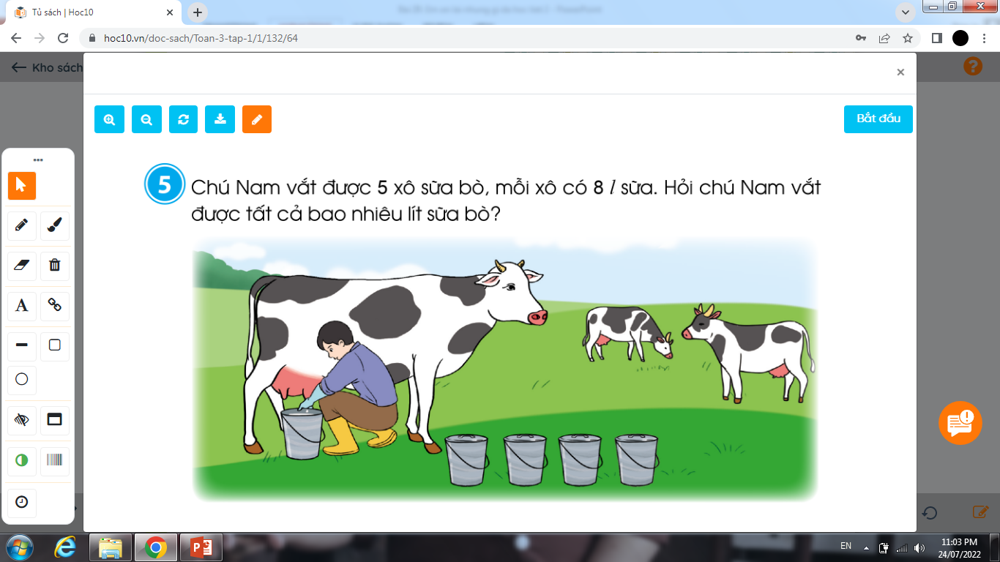 Tủ sách | Hoc10
hoc10.vn/doc-sach/Toan-3-tap-1/1/132/64
Kho sách
Bắt đầu
5 Chú Nam vắt được 5 xô sữa bò, mỗi xô có 8 l sữa. Hỏi chú Nam vắt
được tất cả bao nhiêu lít sữa bò?
A
EN
11:03 PM
24/07/2022